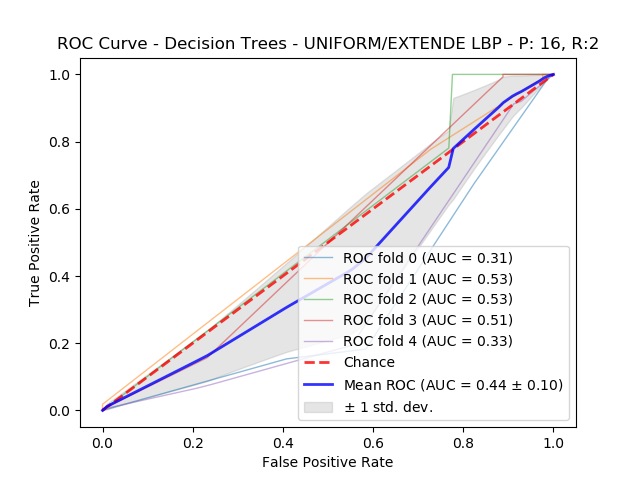 ROC Curve - Decision Trees - UNIFORM/EXTENDE LBP - P: 16, R:2
True Positive Rate
1.0
0.8
0.6
0.4
0.2
0.0
ROC fold 0 (AUC = 0.31)
ROC fold 1 (AUC = 0.53)
ROC fold 2 (AUC = 0.53)
ROC fold 3 (AUC = 0.51)
ROC fold 4 (AUC = 0.33)
Chance
Mean ROC (AUC = 0.44 ± 0.10)
± 1 std. dev.
0.0 0.2 0.4 0.6 0.8 1.0
False Positive Rate